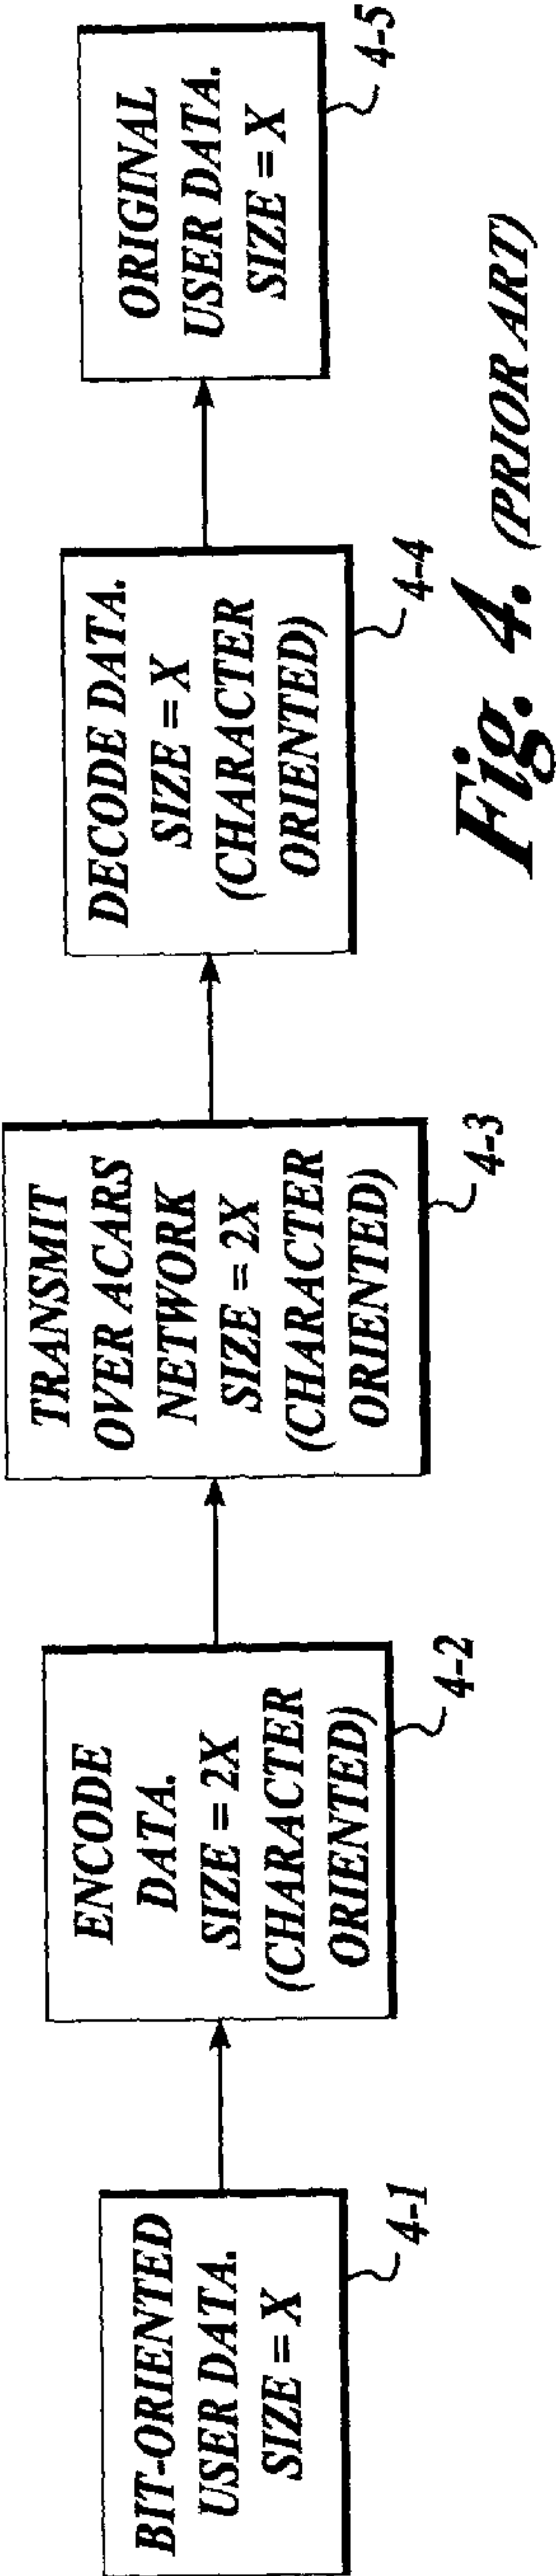 BIT-ORIENTED
USER DATA.
SIZE = X
4-1
ENCODE
DATA.
SIZE = 2X
(CHARACTER
ORIENTED)
4-2
TRANSMIT
OVER ACARS
NETWORK
SIZE = 2X
(CHARACTER
ORIENTED)
4-3
DECODE DATA.
SIZE = X
(CHARACTER
ORIENTED)
4-4
ORIGINAL
USER DATA.
SIZE = X
4-5
Fig. 4. (PRIOR ART)